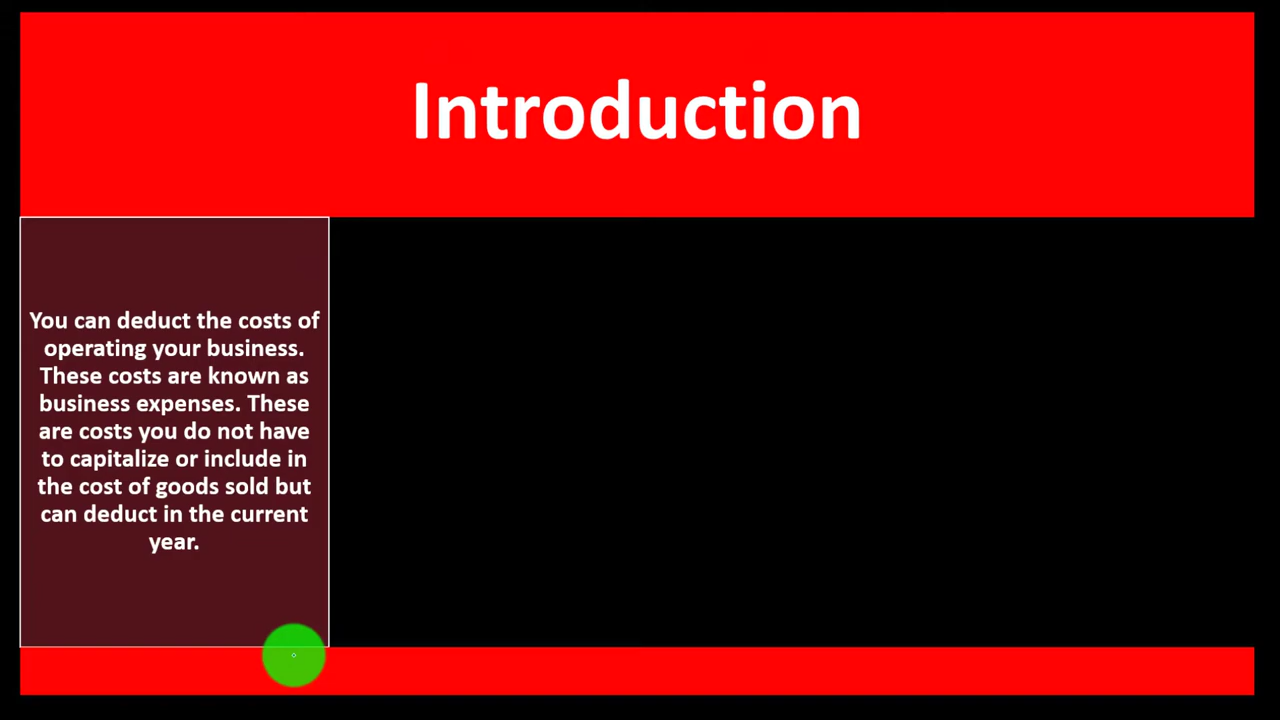 Introduction
You can deduct the costs of
operating your business.
These costs are known as
business expenses. These
are costs you do not have
to capitalize or include in
the cost of goods sold but
can deduct in the current
year.